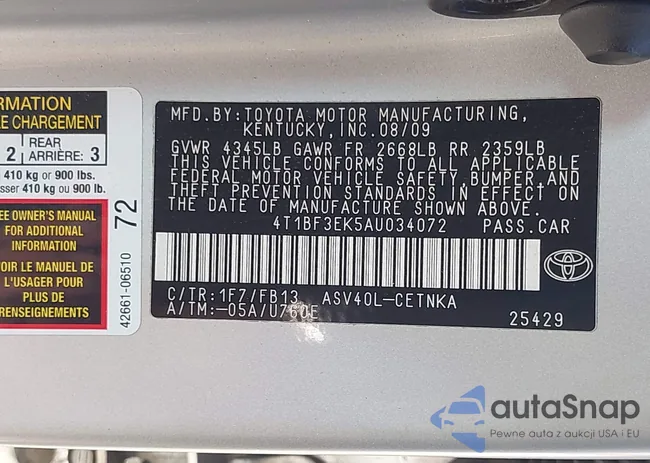 RMATION
E CHARGEMENT
2 REAR ARRIÈRE: 3
410 kg or 900 lbs.
sser 410 kg ou 900 lb.
EE OWNER'S MANUAL
FOR ADDITIONAL
INFORMATION
OIR LE MANUEL DE
L'USAGER POUR
PLUS DE
RENSEIGNEMENTS
42661-06510
72
MFD.BY:TOYOTA MOTOR MANUFACTURING,
KENTUCKY,INC.08/09
GVWR 4345LB GAWR FR 2668LB RR 2359LB
THIS VEHICLE CONFORMS TO ALL APPLICABLE
FEDERAL MOTOR VEHICLE SAFETY,BUMPER,AND
THEFT PREVENTION STANDARDS IN EFFECT ON
THE DATE OF MANUFACTURE SHOWN ABOVE.
4T1BF3EK5AU034072 PASS.CAR
C/TR:1F7/FB13 ASV40L-CETNKA
A/TM:-05A/U760E
25429
autaSnap
Pewne auta z aukcji USA i EU